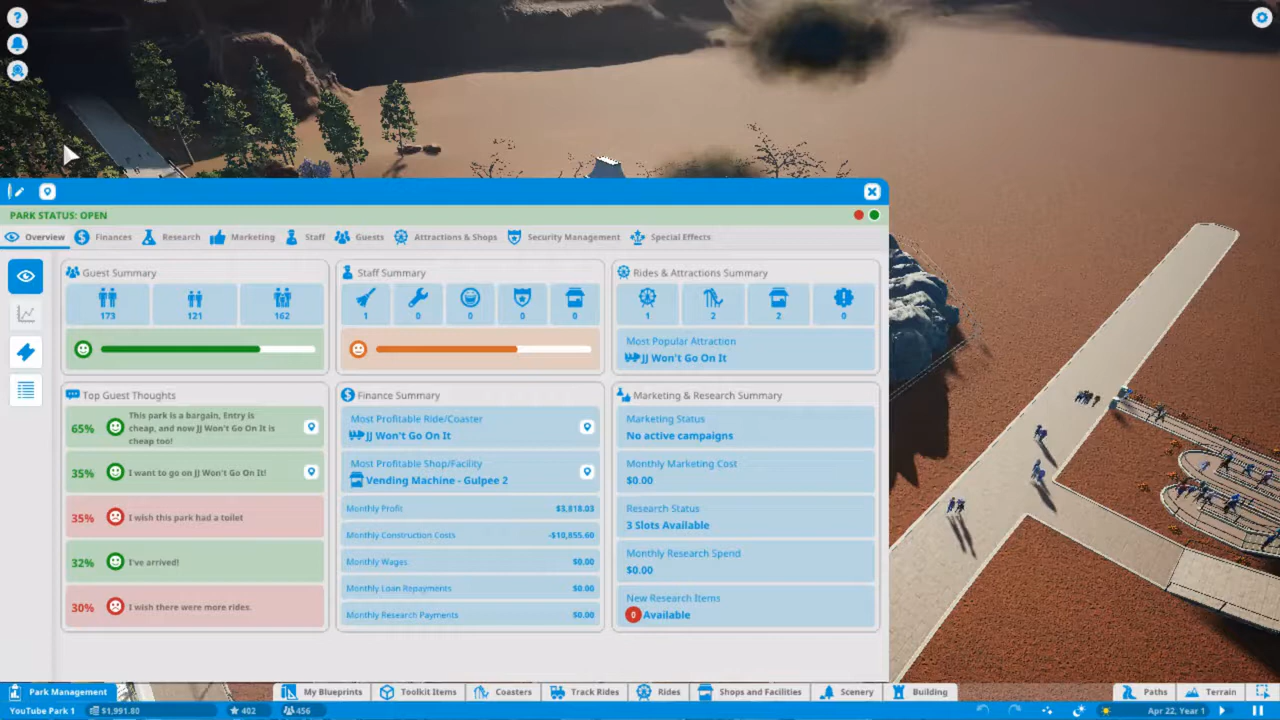 ?
PARK STATUS: OPEN
Overview
Finances
Research
Marketing
Staff
Guests
Attractions & Shops
Security Management
Special Effects
Guest Summary
173
121
162
Staff Summary
1
0
0
0
0
Rides & Attractions Summary
1
2
2
0
Most Popular Attraction
JJ Won't Go On It
Top Guest Thoughts
65%
This park is a bargain, Entry is
cheap, and now JJ Won't Go On It is
cheap too!
35%
I want to go on JJ Won't Go On It!
35%
I wish this park had a toilet
32%
I've arrived!
30%
I wish there were more rides.
Finance Summary
Most Profitable Ride/Coaster
JJ Won't Go On It
Most Profitable Shop/Facility
Vending Machine - Gulpee 2
Monthly Profit $3,818.03
Monthly Construction Costs -$10,855.60
Monthly Wages $0.00
Monthly Loan Repayments $0.00
Monthly Research Payments $0.00
Marketing & Research Summary
Marketing Status
No active campaigns
Monthly Marketing Cost
$0.00
Research Status
3 Slots Available
Monthly Research Spend
$0.00
New Research Items
0 Available
Park Management
My Blueprints
Toolkit Items
Coasters
Track Rides
Rides
Shops and Facilities
Scenery
Building
Paths
Terrain
YouTube Park 1
$1,991.80
402
456
Apr 22, Year 1